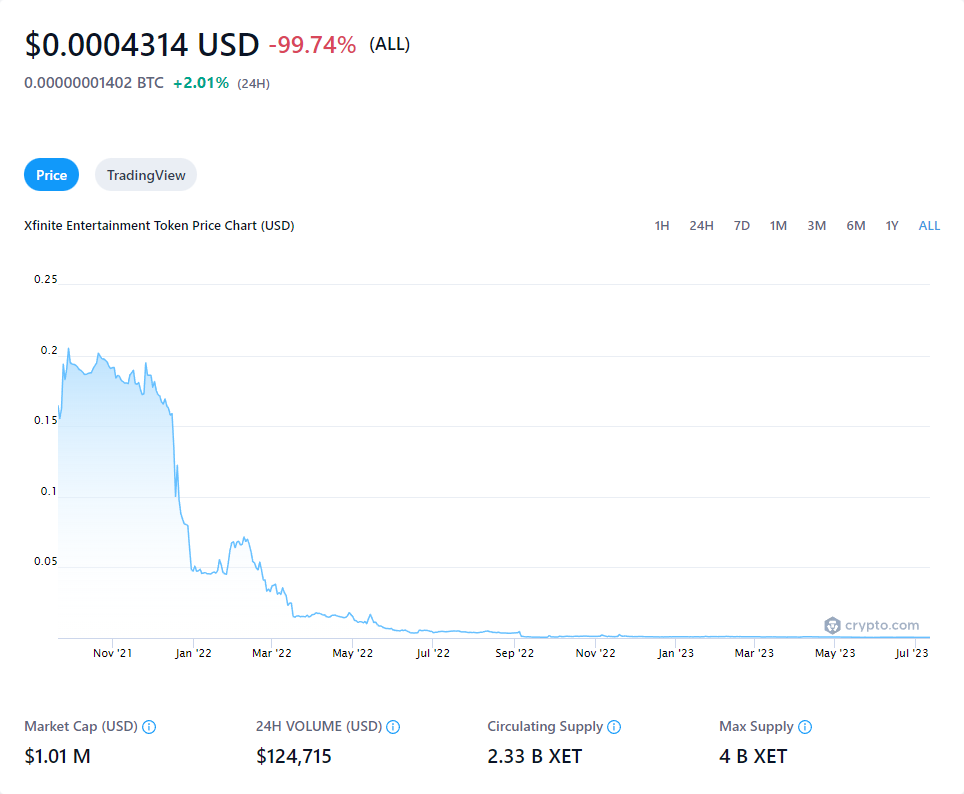 $0.0004314 USD -99.74% (ALL)
0.00000001402 BTC +2.01% (24H)
Price TradingView
Xfinite Entertainment Token Price Chart (USD) 1H 24H 7D 1M 3M 6M 1Y ALL
0.25
0.2
0.15
0.1
0.05
crypto.com
Nov '21 Jan '22 Mar '22 May '22 Jul '22 Sep '22 Nov '22 Jan '23 Mar '23 May '23 Jul '23
Market Cap (USD) 24H VOLUME (USD) Circulating Supply Max Supply
$1.01 M $124,715 2.33 B XET 4 B XET